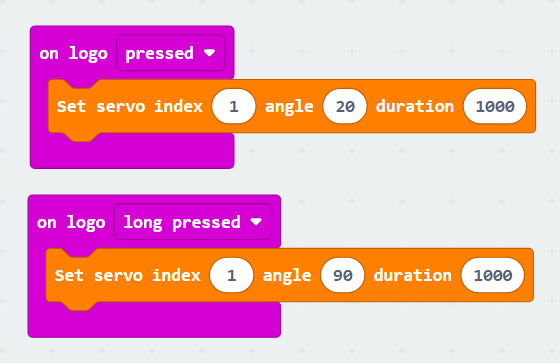 on logo pressed
Set servo index 1 angle 20 duration 1000
on logo long pressed
Set servo index 1 angle 90 duration 1000